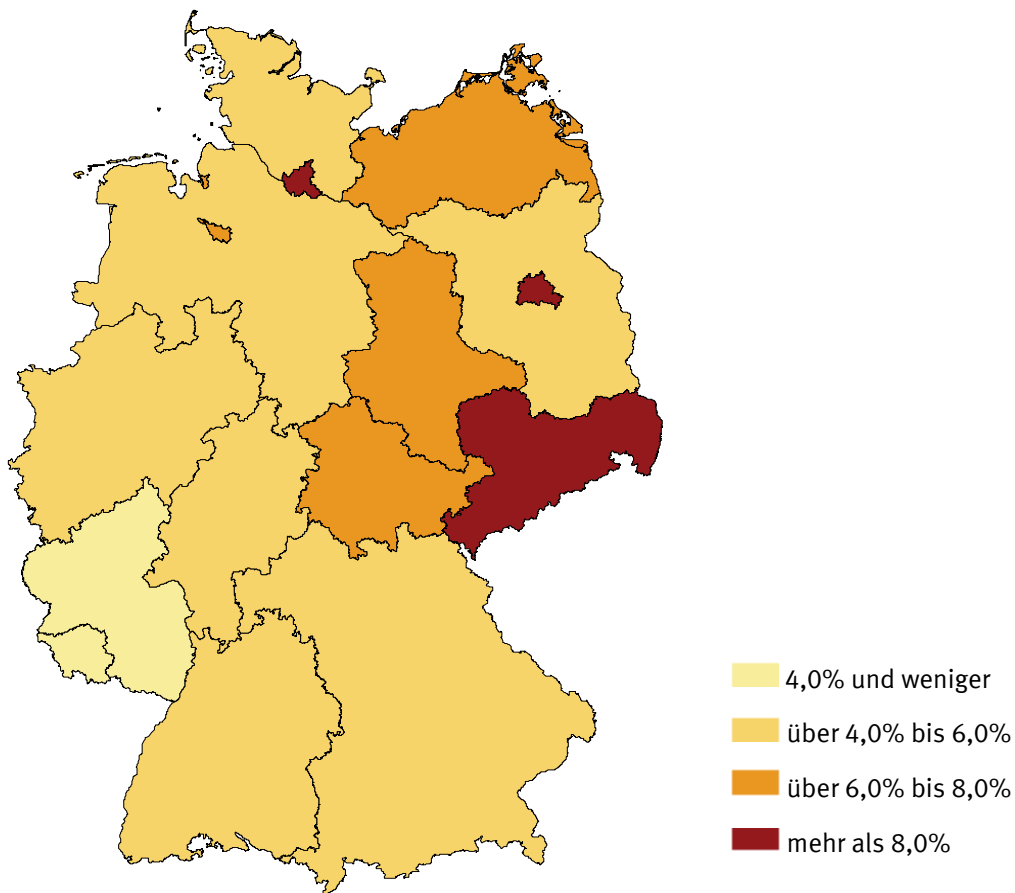 4,0% und weniger
über 4,0% bis 6,0%
über 6,0% bis 8,0%
mehr als 8,0%